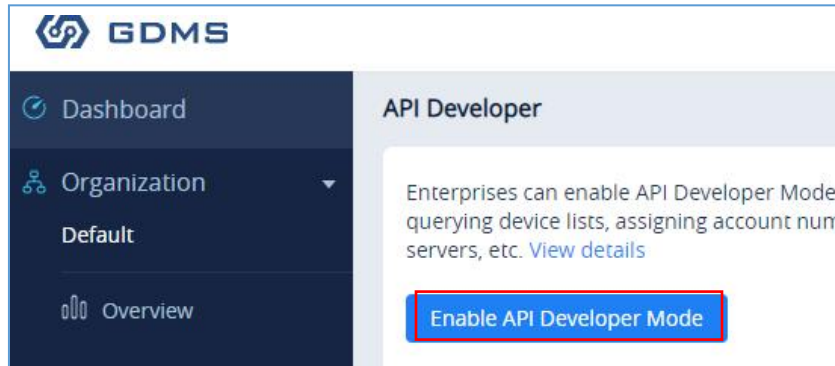 GDMS
Dashboard
API Developer
Organization
Default
Overview
Enterprises can enable API Developer Mode
querying device lists, assigning account num
servers, etc. View details
Enable API Developer Mode